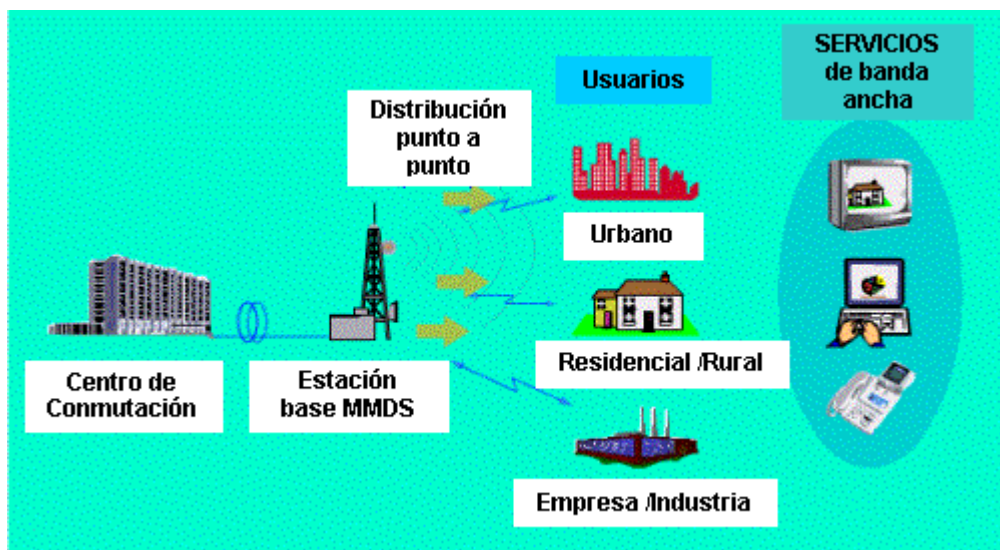 SERVICIOS
de banda
ancha
Usuarios
Distribución
punto a
punto
Urbano
Residencial /Rural
Centro de
Conmutación
Estación
base MMDS
Empresa /Industria